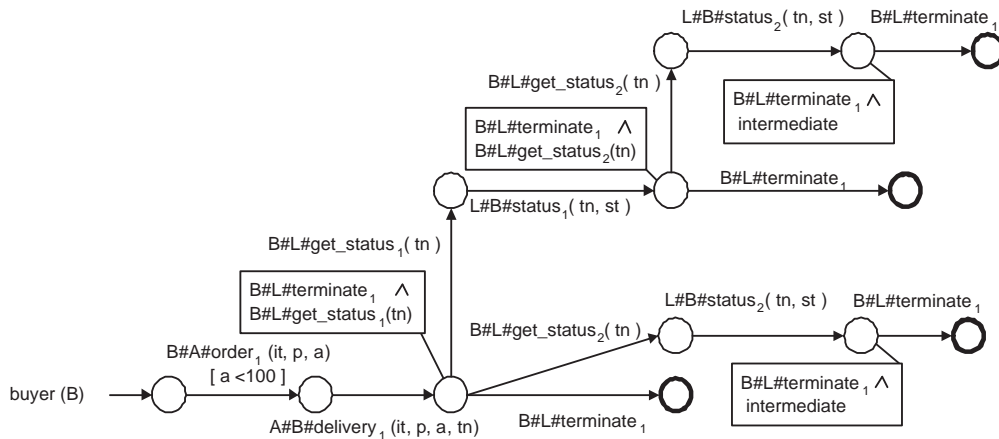 L#B#status₂( tn, st )
B#L#terminate₁
B#L#get_status₂( tn )
B#L#terminate₁ ∧
intermediate
B#L#terminate₁ ∧
B#L#get_status₂(tn)
B#L#terminate₁
L#B#status₁( tn, st )
B#L#get_status₁( tn )
B#L#terminate₁ ∧
B#L#get_status₁(tn)
L#B#status₂( tn, st )
B#L#terminate₁
B#L#get_status₂( tn )
B#A#order₁ (it, p, a)
[ a <100 ]
B#L#terminate₁ ∧
intermediate
buyer (B)
B#L#terminate₁
A#B#delivery₁ (it, p, a, tn)